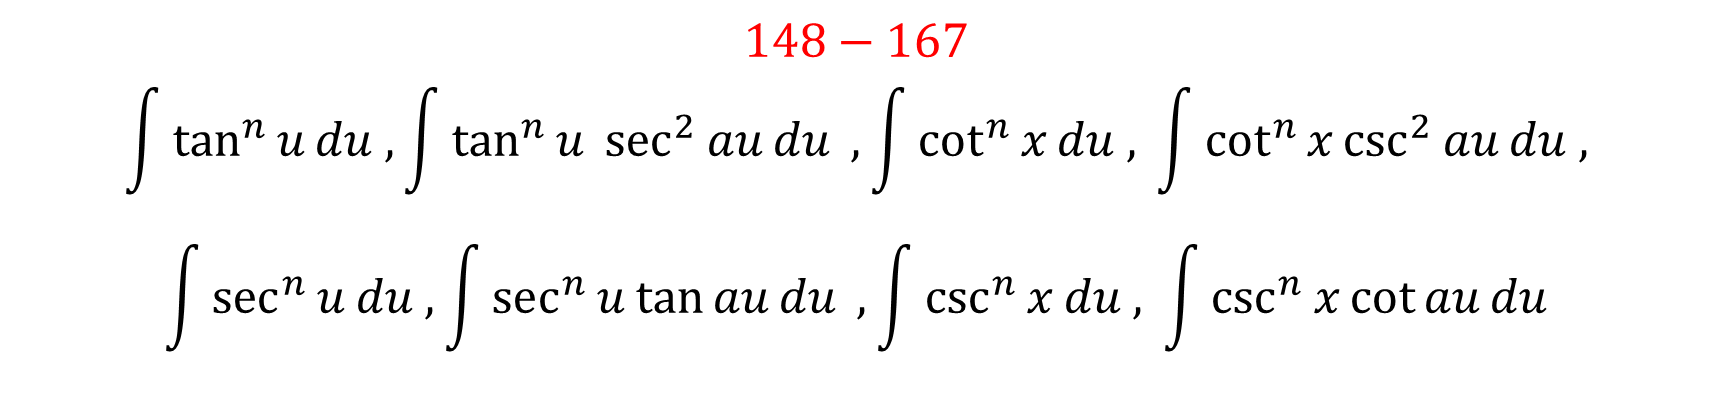 148 − 167
∫ tanⁿ u du , ∫ tanⁿ u sec² au du , ∫ cotⁿ x du , ∫ cotⁿ x csc² au du ,
∫ secⁿ u du , ∫ secⁿ u tan au du , ∫ cscⁿ x du , ∫ cscⁿ x cot au du